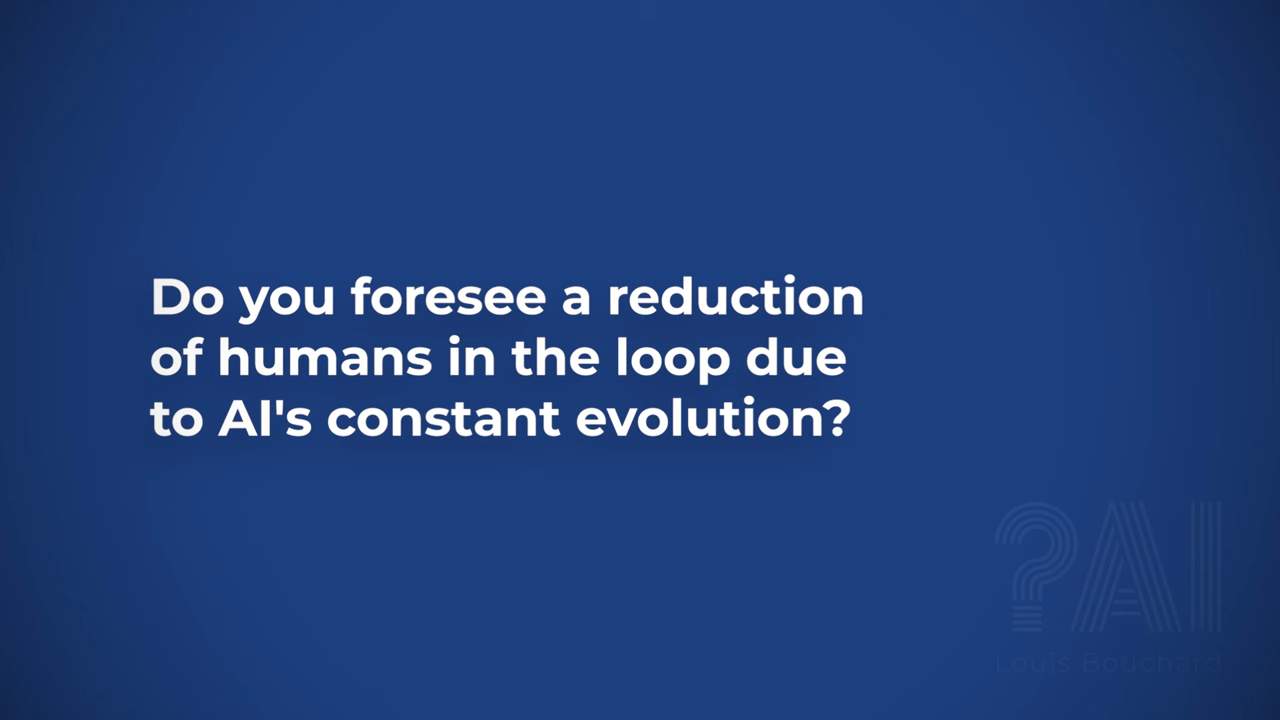 Do you foresee a reduction
of humans in the loop due
to AI's constant evolution?
?AI
Louis Bouchard